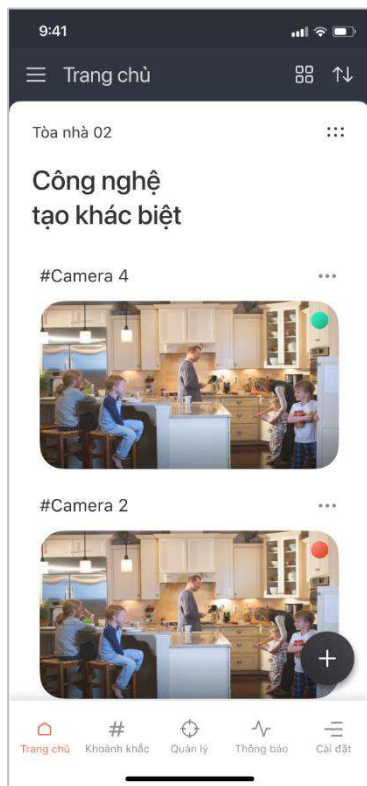 9:41
Trang chủ
Tòa nhà 02
Công nghệ
tạo khác biệt
#Camera 4
#Camera 2
Trang chủ
Khoảnh khắc
Quản lý
Thông báo
Cài đặt